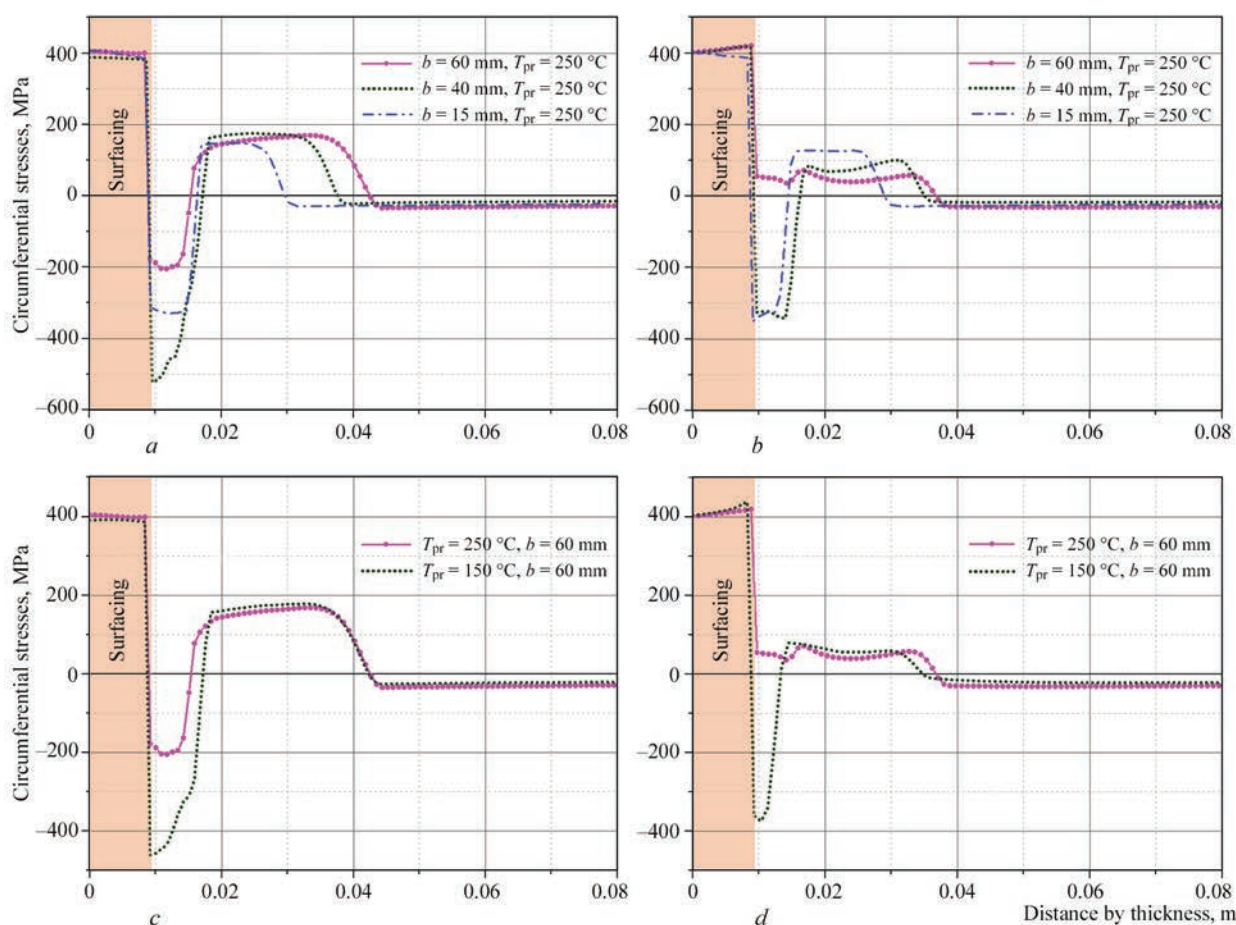 Circumferential stresses, MPa
400
200
0
–200
–400
–600
Surfacing
b = 60 mm, Tpr = 250 °C
b = 40 mm, Tpr = 250 °C
b = 15 mm, Tpr = 250 °C
0
0.02
0.04
0.06
0.08
a
400
200
0
–200
–400
–600
Surfacing
b = 60 mm, Tpr = 250 °C
b = 40 mm, Tpr = 250 °C
b = 15 mm, Tpr = 250 °C
0
0.02
0.04
0.06
0.08
b
Circumferential stresses, MPa
400
200
0
–200
–400
Surfacing
Tpr = 250 °C, b = 60 mm
Tpr = 150 °C, b = 60 mm
0
0.02
0.04
0.06
0.08
c
400
200
0
–200
–400
Surfacing
Tpr = 250 °C, b = 60 mm
Tpr = 150 °C, b = 60 mm
0
0.02
0.04
0.06
0.08
d
Distance by thickness, m